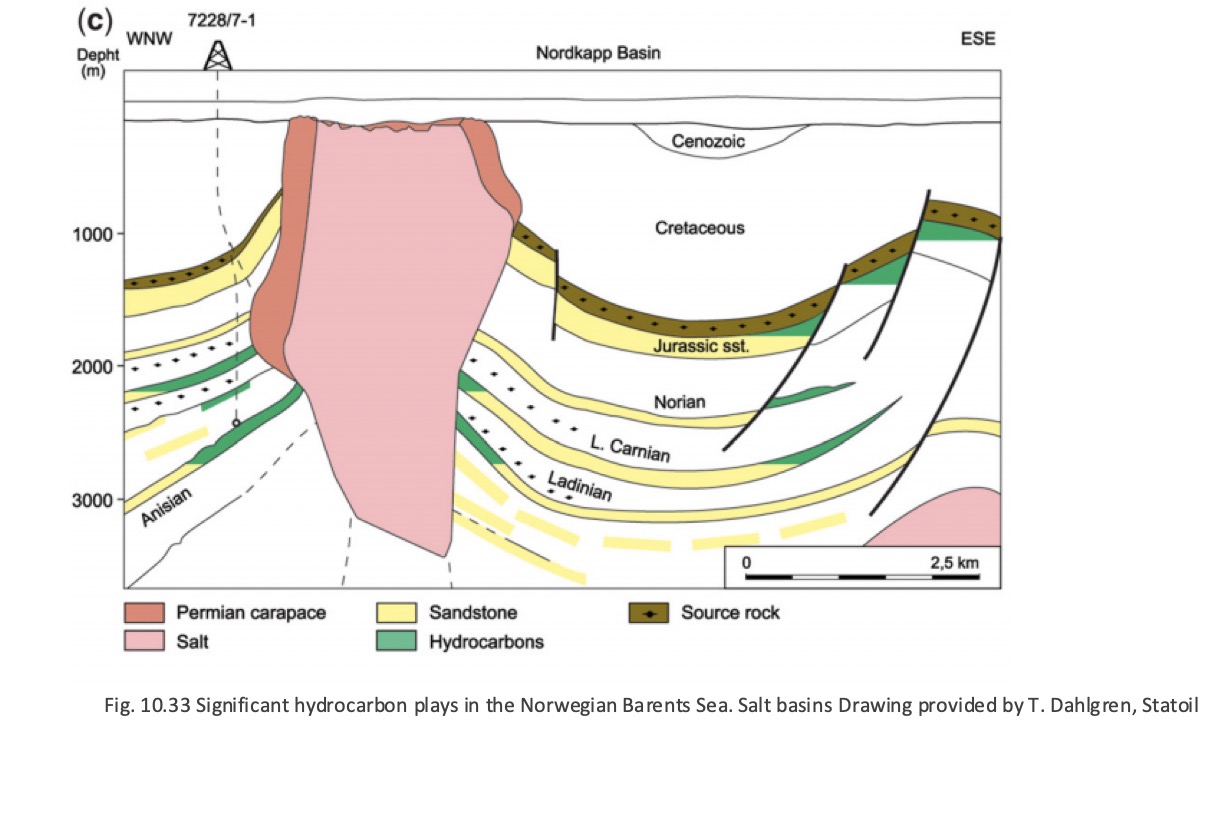 (c)
7228/7-1
WNW
ESE
Depht
(m)
Nordkapp Basin
Cenozoic
1000
Cretaceous
Jurassic sst.
2000
Norian
L. Carnian
Ladinian
3000
Anisian
0
2,5 km
Permian carapace
Sandstone
Source rock
Salt
Hydrocarbons
Fig. 10.33 Significant hydrocarbon plays in the Norwegian Barents Sea. Salt basins Drawing provided by T. Dahlgren, Statoil